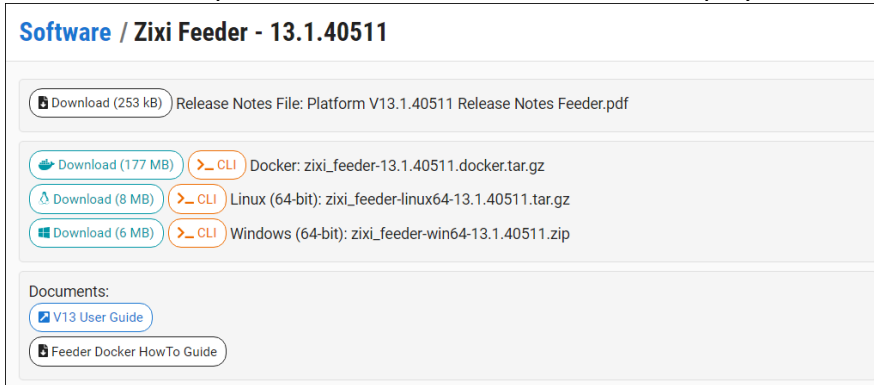 Software / Zixi Feeder - 13.1.40511
Download (253 kB) Release Notes File: Platform V13.1.40511 Release Notes Feeder.pdf
Download (177 MB) >_ CLI Docker: zixi_feeder-13.1.40511.docker.tar.gz
Download (8 MB) >_ CLI Linux (64-bit): zixi_feeder-linux64-13.1.40511.tar.gz
Download (6 MB) >_ CLI Windows (64-bit): zixi_feeder-win64-13.1.40511.zip
Documents:
V13 User Guide
Feeder Docker HowTo Guide